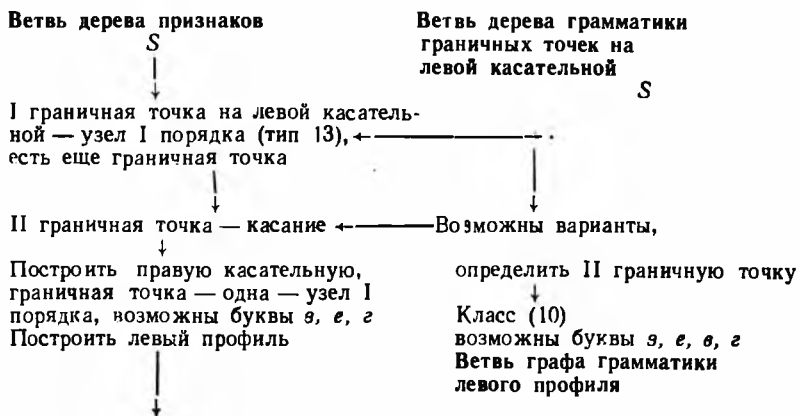 Ветвь дерева признаков
S
I граничная точка на левой касатель-
ной — узел I порядка (тип 13),
есть еще граничная точка
II граничная точка — касание
Построить правую касательную,
граничная точка — одна — узел I
порядка, возможны буквы з, е, г
Построить левый профиль
Ветвь дерева грамматики
граничных точек на
левой касательной
S
Возможны варианты,
определить II граничную точку
Класс (10)
возможны буквы э, е, в, г
Ветвь графа грамматики
левого профиля